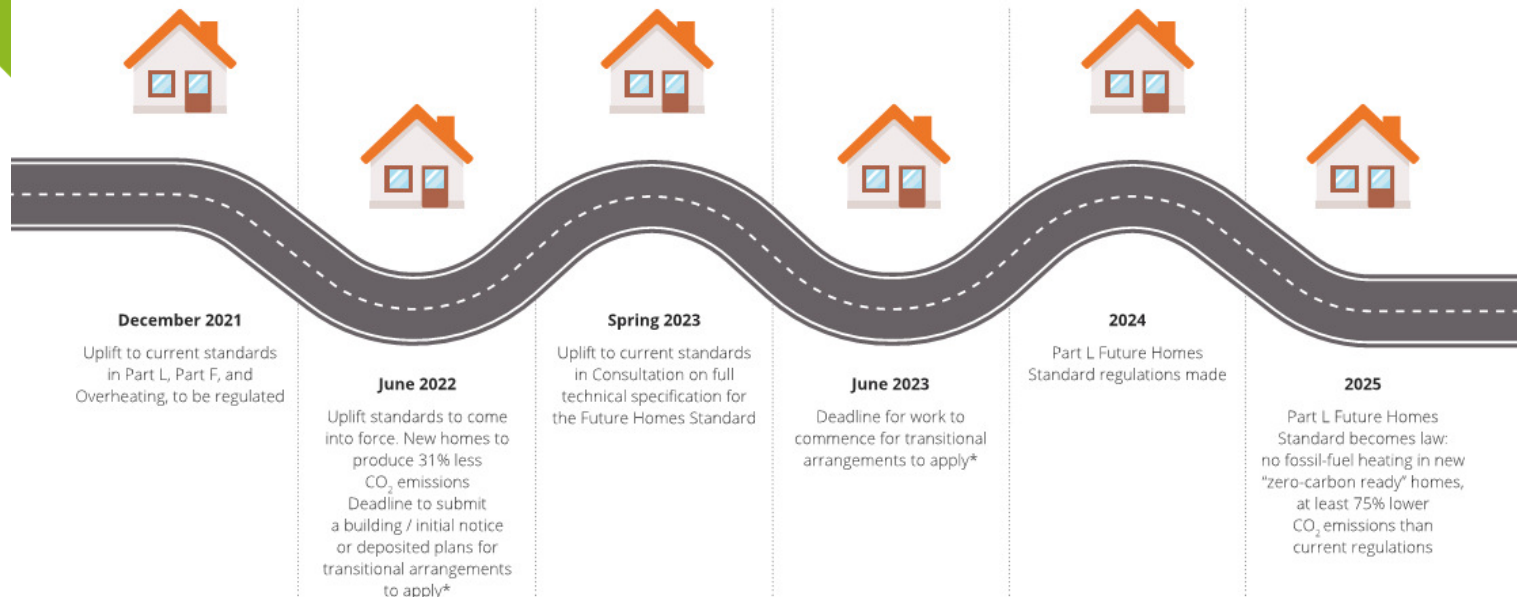 December 2021
Uplift to current standards
in Part L, Part F, and
Overheating, to be regulated
June 2022
Uplift standards to come
into force. New homes to
produce 31% less
CO₂ emissions
Deadline to submit
a building / initial notice
or deposited plans for
transitional arrangements
to apply*
Spring 2023
Uplift to current standards
in Consultation on full
technical specification for
the Future Homes Standard
June 2023
Deadline for work to
commence for transitional
arrangements to apply*
2024
Part L Future Homes
Standard regulations made
2025
Part L Future Homes
Standard becomes law:
no fossil-fuel heating in new
"zero-carbon ready" homes,
at least 75% lower
CO₂ emissions than
current regulations